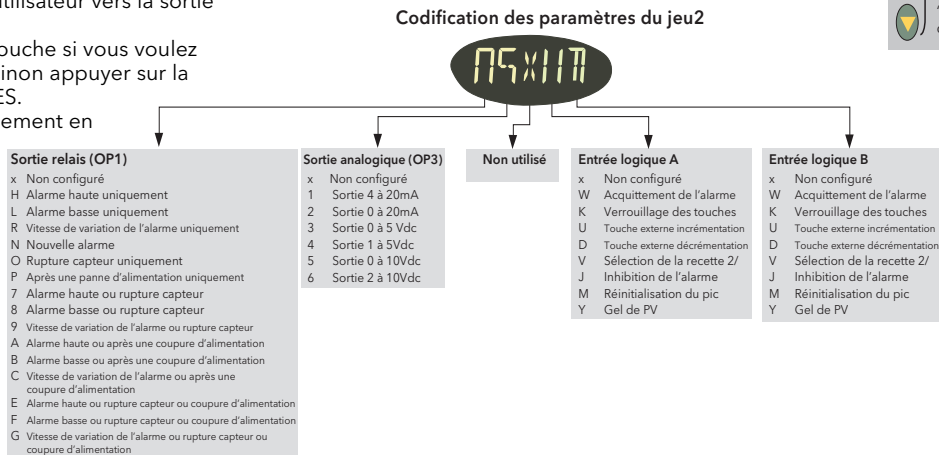 utilisateur vers la sortie
ouche si vous voulez
inon appuyer sur la
ES.
ement en
Codification des paramètres du jeu2
Sortie relais (OP1)
x Non configuré
H Alarme haute uniquement
L Alarme basse uniquement
R Vitesse de variation de l'alarme uniquement
N Nouvelle alarme
O Rupture capteur uniquement
P Après une panne d'alimentation uniquement
7 Alarme haute ou rupture capteur
8 Alarme basse ou rupture capteur
9 Vitesse de variation de l'alarme ou rupture capteur
A Alarme haute ou après une coupure d'alimentation
B Alarme basse ou après une coupure d'alimentation
C Vitesse de variation de l'alarme ou après une
coupure d'alimentation
E Alarme haute ou rupture capteur ou coupure d'alimentation
F Alarme basse ou rupture capteur ou coupure d'alimentation
G Vitesse de variation de l'alarme ou rupture capteur ou
coupure d'alimentation
Sortie analogique (OP3)
x Non configuré
1 Sortie 4 à 20mA
2 Sortie 0 à 20mA
3 Sortie 0 à 5 Vdc
4 Sortie 1 à 5Vdc
5 Sortie 0 à 10Vdc
6 Sortie 2 à 10Vdc
Non utilisé
Entrée logique A
x Non configuré
W Acquittement de l'alarme
K Verrouillage des touches
U Touche externe incrémentation
D Touche externe décrémentation
V Sélection de la recette 2/
J Inhibition de l'alarme
M Réinitialisation du pic
Y Gel de PV
Entrée logique B
x Non configuré
W Acquittement de l'alarme
K Verrouillage des touches
U Touche externe incrémentation
D Touche externe décrémentation
V Sélection de la recette 2/
J Inhibition de l'alarme
M Réinitialisation du pic
Y Gel de PV